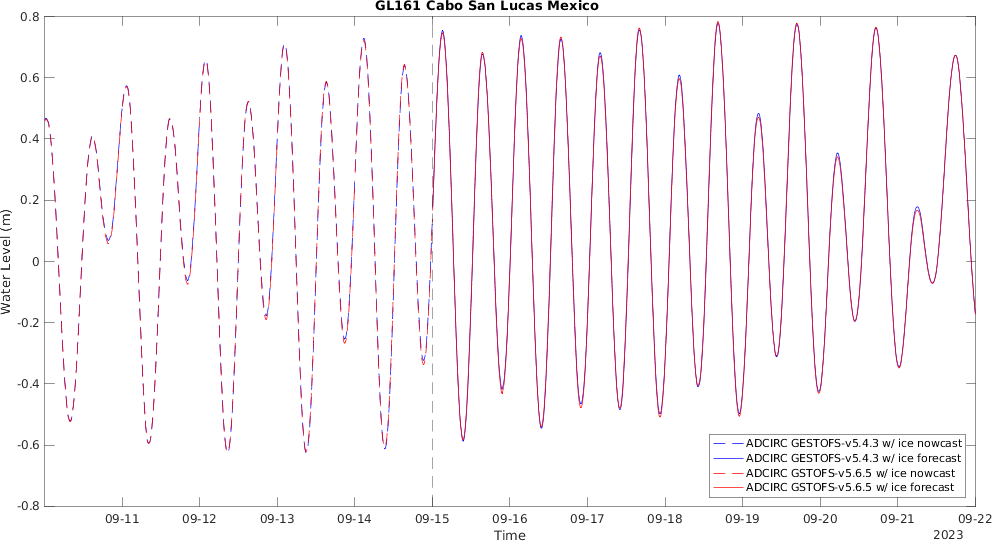 GL161 Cabo San Lucas Mexico
0.8
0.6
0.4
0.2
0
-0.2
-0.4
-0.6
-0.8
Water Level (m)
ADCIRC GESTOFS-v5.4.3 w/ ice nowcast
ADCIRC GESTOFS-v5.4.3 w/ ice forecast
ADCIRC GSTOFS-v5.6.5 w/ ice nowcast
ADCIRC GSTOFS-v5.6.5 w/ ice forecast
09-11 09-12 09-13 09-14 09-15 09-16 09-17 09-18 09-19 09-20 09-21 09-22
Time
2023